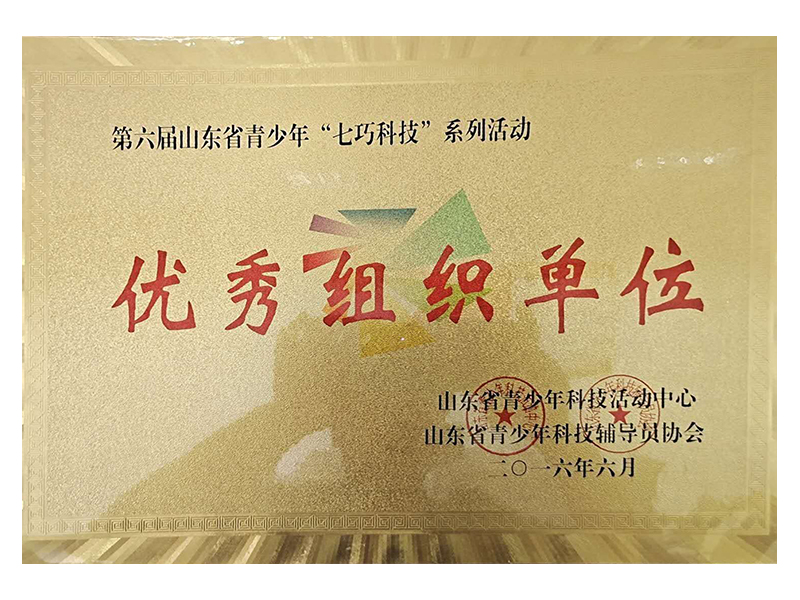 第六届山东省青少年“七巧科技”系列活动
优秀组织单位
山东省青少年科技活动中心
山东省青少年科技辅导员协会
二〇一六年六月